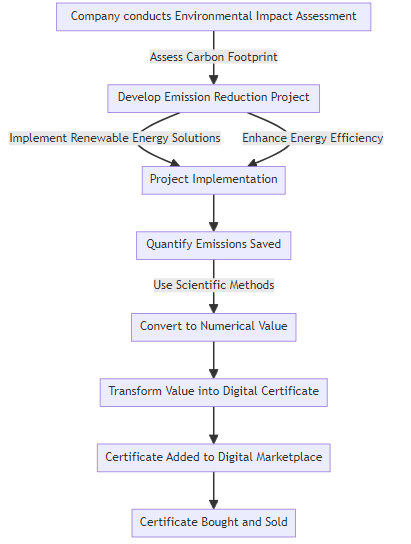 Company conducts Environmental Impact Assessment
Assess Carbon Footprint
Develop Emission Reduction Project
Implement Renewable Energy Solutions
Enhance Energy Efficiency
Project Implementation
Quantify Emissions Saved
Use Scientific Methods
Convert to Numerical Value
Transform Value into Digital Certificate
Certificate Added to Digital Marketplace
Certificate Bought and Sold